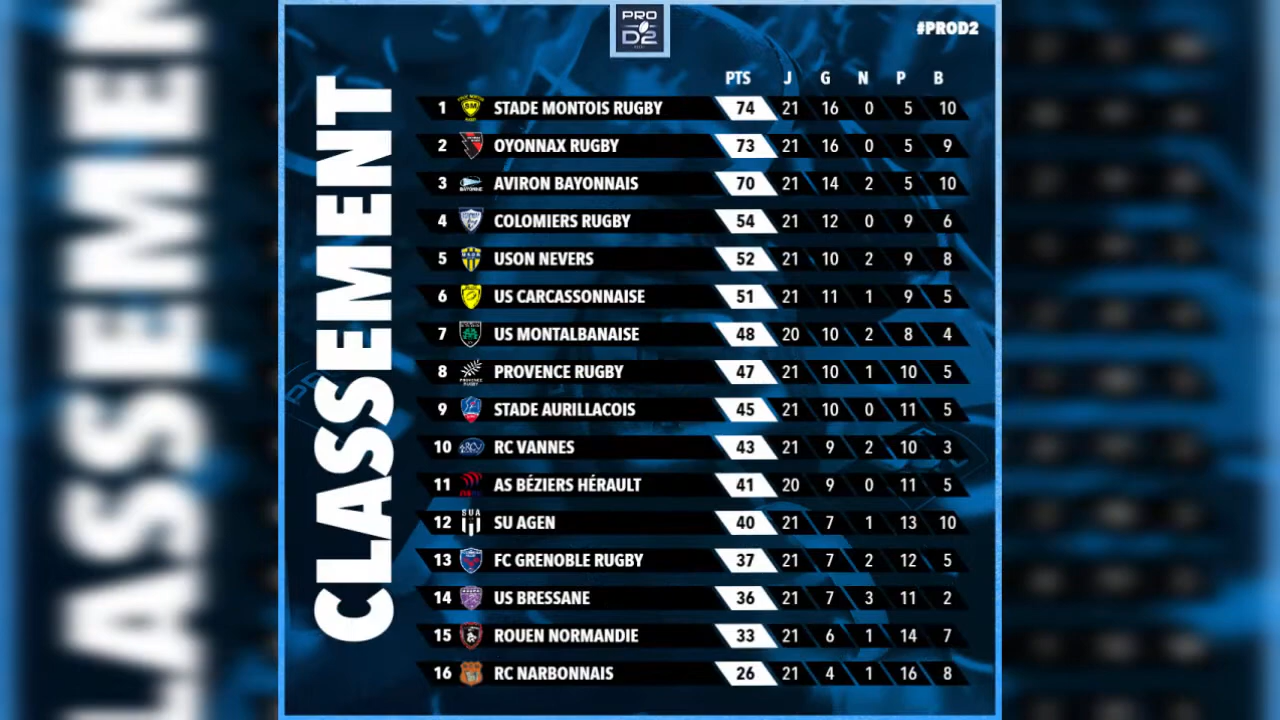 PRO D2
#PROD2
CLASSEMENT
PTS J G N P B
1 STADE MONTOIS RUGBY 74 21 16 0 5 10
2 OYONNAX RUGBY 73 21 16 0 5 9
3 AVIRON BAYONNAIS 70 21 14 2 5 10
4 COLOMIERS RUGBY 54 21 12 0 9 6
5 USON NEVERS 52 21 10 2 9 8
6 US CARCASSONNAISE 51 21 11 1 9 5
7 US MONTALBANAISE 48 20 10 2 8 4
8 PROVENCE RUGBY 47 21 10 1 10 5
9 STADE AURILLACOIS 45 21 10 0 11 5
10 RC VANNES 43 21 9 2 10 3
11 AS BÉZIERS HÉRAULT 41 20 9 0 11 5
12 SUA SU AGEN 40 21 7 1 13 10
13 FC GRENOBLE RUGBY 37 21 7 2 12 5
14 US BRESSANE 36 21 7 3 11 2
15 ROUEN NORMANDIE 33 21 6 1 14 7
16 RC NARBONNAIS 26 21 4 1 16 8